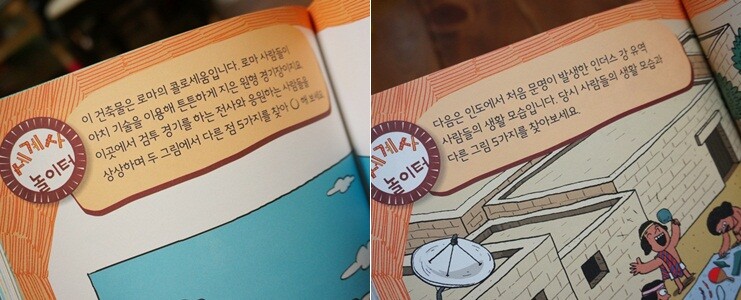 이 건축물은 로마의 콜로세움입니다. 로마 사람들이
아치 기술을 이용해 튼튼하게 지은 원형 경기장이지요.
이곳에서 검투 경기를 하는 전사와 응원하는 사람들을
상상하며 두 그림에서 다른 점 5가지를 찾아 ○해 보세요.
세계사
놀이터
다음은 인도에서 처음 문명이 발생한 인더스 강 유역
사람들의 생활 모습입니다. 당시 사람들의 생활 모습과
다른 그림 5가지를 찾아보세요.
세계사
놀이터